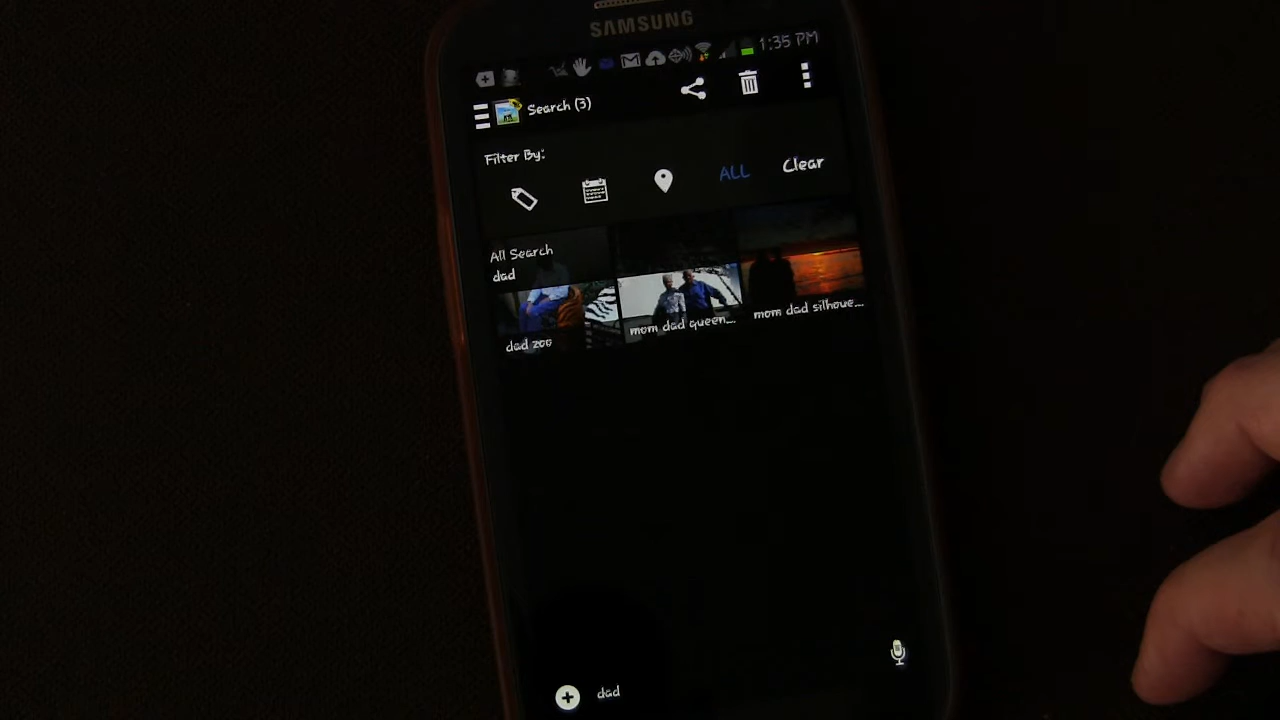 SAMSUNG
1:35 PM
Search (3)
Filter By:
ALL
Clear
All Search
dad
dad zoo
mom dad queen...
mom dad silhoue...
dad